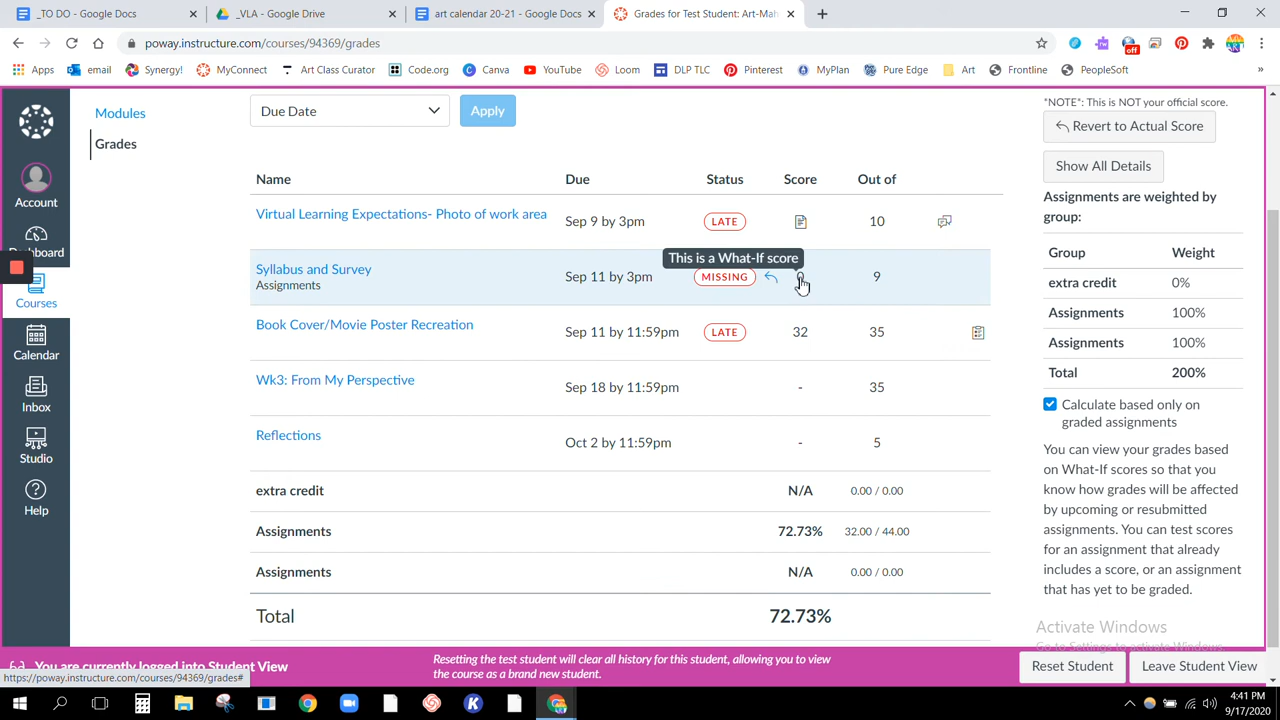 _TO DO - Google Docs
_VLA - Google Drive
art calendar 20-21 - Google Docs
Grades for Test Student: Art-Mah
poway.instructure.com/courses/94369/grades
off
Apps
email
Synergy!
MyConnect
Art Class Curator
Code.org
Canva
YouTube
Loom
DLP TLC
Pinterest
MyPlan
Pure Edge
Art
Frontline
PeopleSoft
Account
Dashboard
Courses
Calendar
Inbox
Studio
Help
Modules
Grades
Due Date
Apply
Name Due Status Score Out of
Virtual Learning Expectations- Photo of work area Sep 9 by 3pm LATE 10
This is a What-If score
Syllabus and Survey Sep 11 by 3pm MISSING 9
Assignments
Book Cover/Movie Poster Recreation Sep 11 by 11:59pm LATE 32 35
Wk3: From My Perspective Sep 18 by 11:59pm - 35
Reflections Oct 2 by 11:59pm - 5
extra credit N/A 0.00 / 0.00
Assignments 72.73% 32.00 / 44.00
Assignments N/A 0.00 / 0.00
Total 72.73%
*NOTE*: This is NOT your official score.
Revert to Actual Score
Show All Details
Assignments are weighted by
group:
Group Weight
extra credit 0%
Assignments 100%
Assignments 100%
Total 200%
Calculate based only on
graded assignments
You can view your grades based
on What-If scores so that you
know how grades will be affected
by upcoming or resubmitted
assignments. You can test scores
for an assignment that already
includes a score, or an assignment
that has yet to be graded.
Activate Windows
Go to Settings to activate Windows.
You are currently logged into Student View
https://poway.instructure.com/courses/94369/grades#
Resetting the test student will clear all history for this student, allowing you to view
the course as a brand new student.
Reset Student
Leave Student View
4:41 PM
9/17/2020